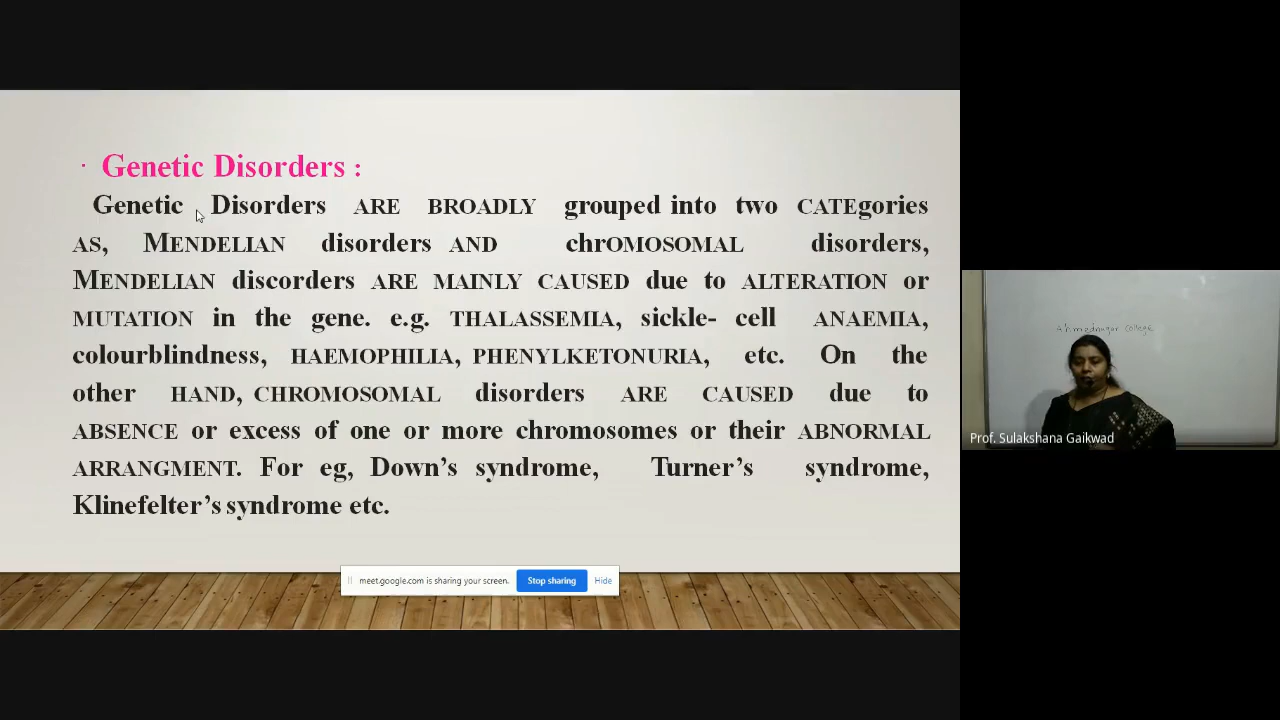 · Genetic Disorders :
Genetic Disorders ARE BROADLY grouped into two CATEgories
AS, MENDELIAN disorders AND chrOMOSOMAL disorders,
MENDELIAN discorders ARE MAINLY CAUSED due to ALTERATION or
MUTATION in the gene. e.g. THALASSEMIA, sickle- cell ANAEMIA,
colourblindness, HAEMOPHILIA, PHENYLKETONURIA, etc. On the
other HAND, CHROMOSOMAL disorders ARE CAUSED due to
ABSENCE or excess of one or more chromosomes or their ABNORMAL
ARRANGMENT. For eg, Down’s syndrome, Turner’s syndrome,
Klinefelter’s syndrome etc.
meet.google.com is sharing your screen. Stop sharing Hide
Ahmednagar College
Prof. Sulakshana Gaikwad